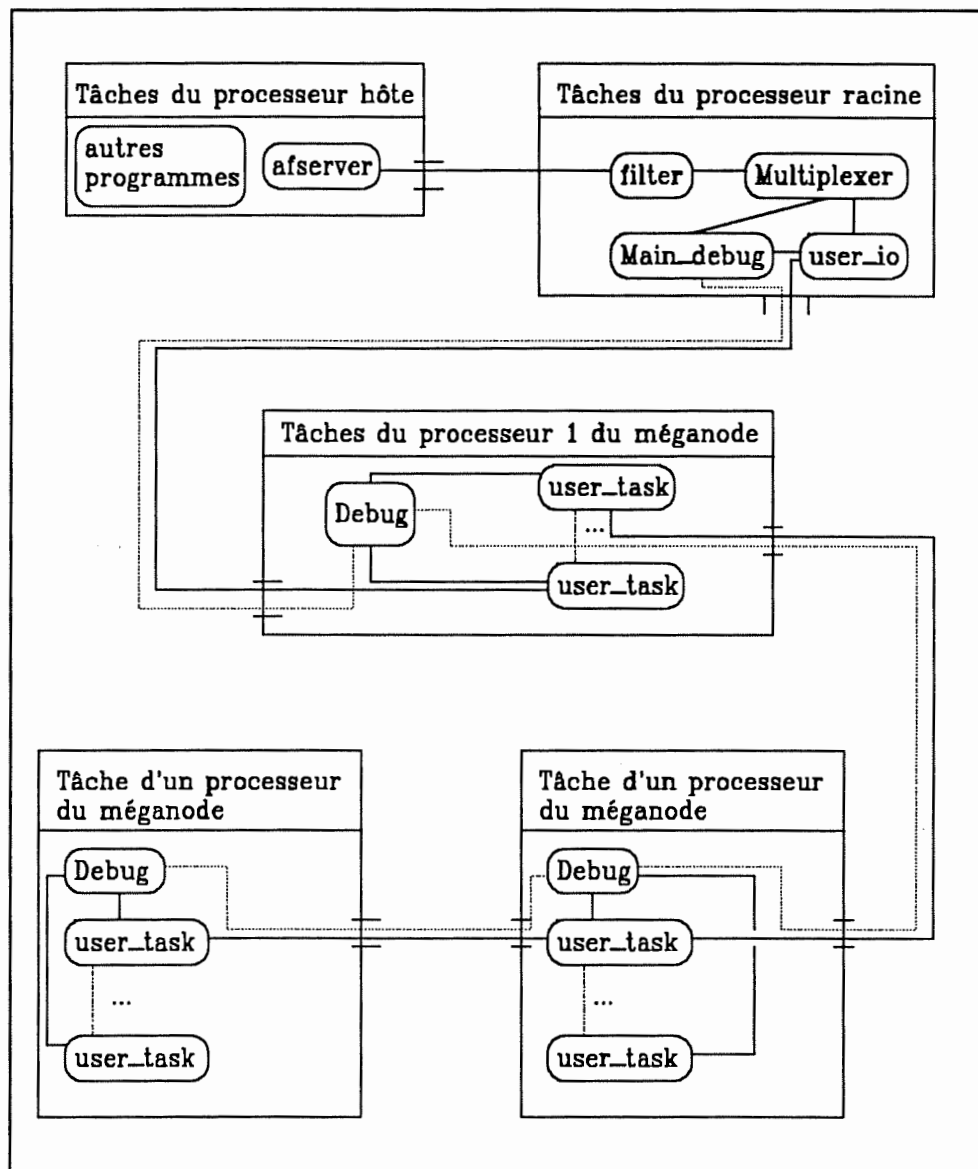 Tâches du processeur hôte
autres
programmes
afserver
Tâches du processeur racine
filter
Multiplexer
Main_debug
user_io
Tâches du processeur 1 du méganode
Debug
user_task
...
user_task
Tâche d'un processeur
du méganode
Debug
user_task
...
user_task
Tâche d'un processeur
du méganode
Debug
user_task
...
user_task